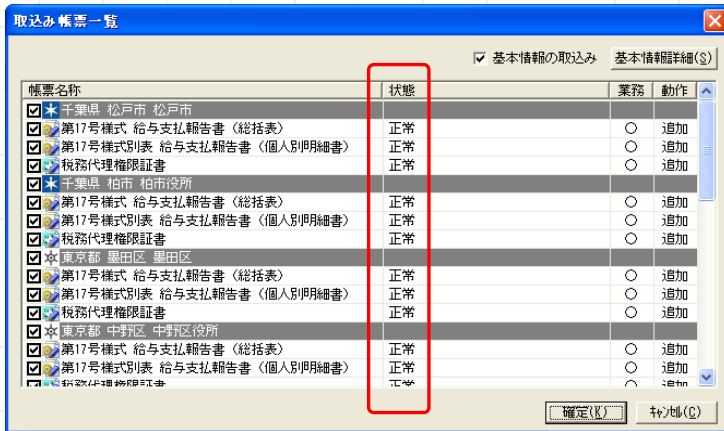 取込み帳票一覧
基本情報の取込み 基本情報詳細(S)
帳票名称 状態 業務 動作
千葉県 松戸市 松戸市
第17号様式 給与支払報告書（総括表） 正常 ○ 追加
第17号様式別表 給与支払報告書（個人別明細書） 正常 ○ 追加
税務代理権限証書 正常 ○ 追加
千葉県 柏市 柏市役所
第17号様式 給与支払報告書（総括表） 正常 ○ 追加
第17号様式別表 給与支払報告書（個人別明細書） 正常 ○ 追加
税務代理権限証書 正常 ○ 追加
東京都 墨田区 墨田区
第17号様式 給与支払報告書（総括表） 正常 ○ 追加
第17号様式別表 給与支払報告書（個人別明細書） 正常 ○ 追加
税務代理権限証書 正常 ○ 追加
東京都 中野区 中野区役所
第17号様式 給与支払報告書（総括表） 正常 ○ 追加
第17号様式別表 給与支払報告書（個人別明細書） 正常 ○ 追加
税務代理権限証書 正常 ○ 追加
確定(K) ｷｬﾝｾﾙ(C)